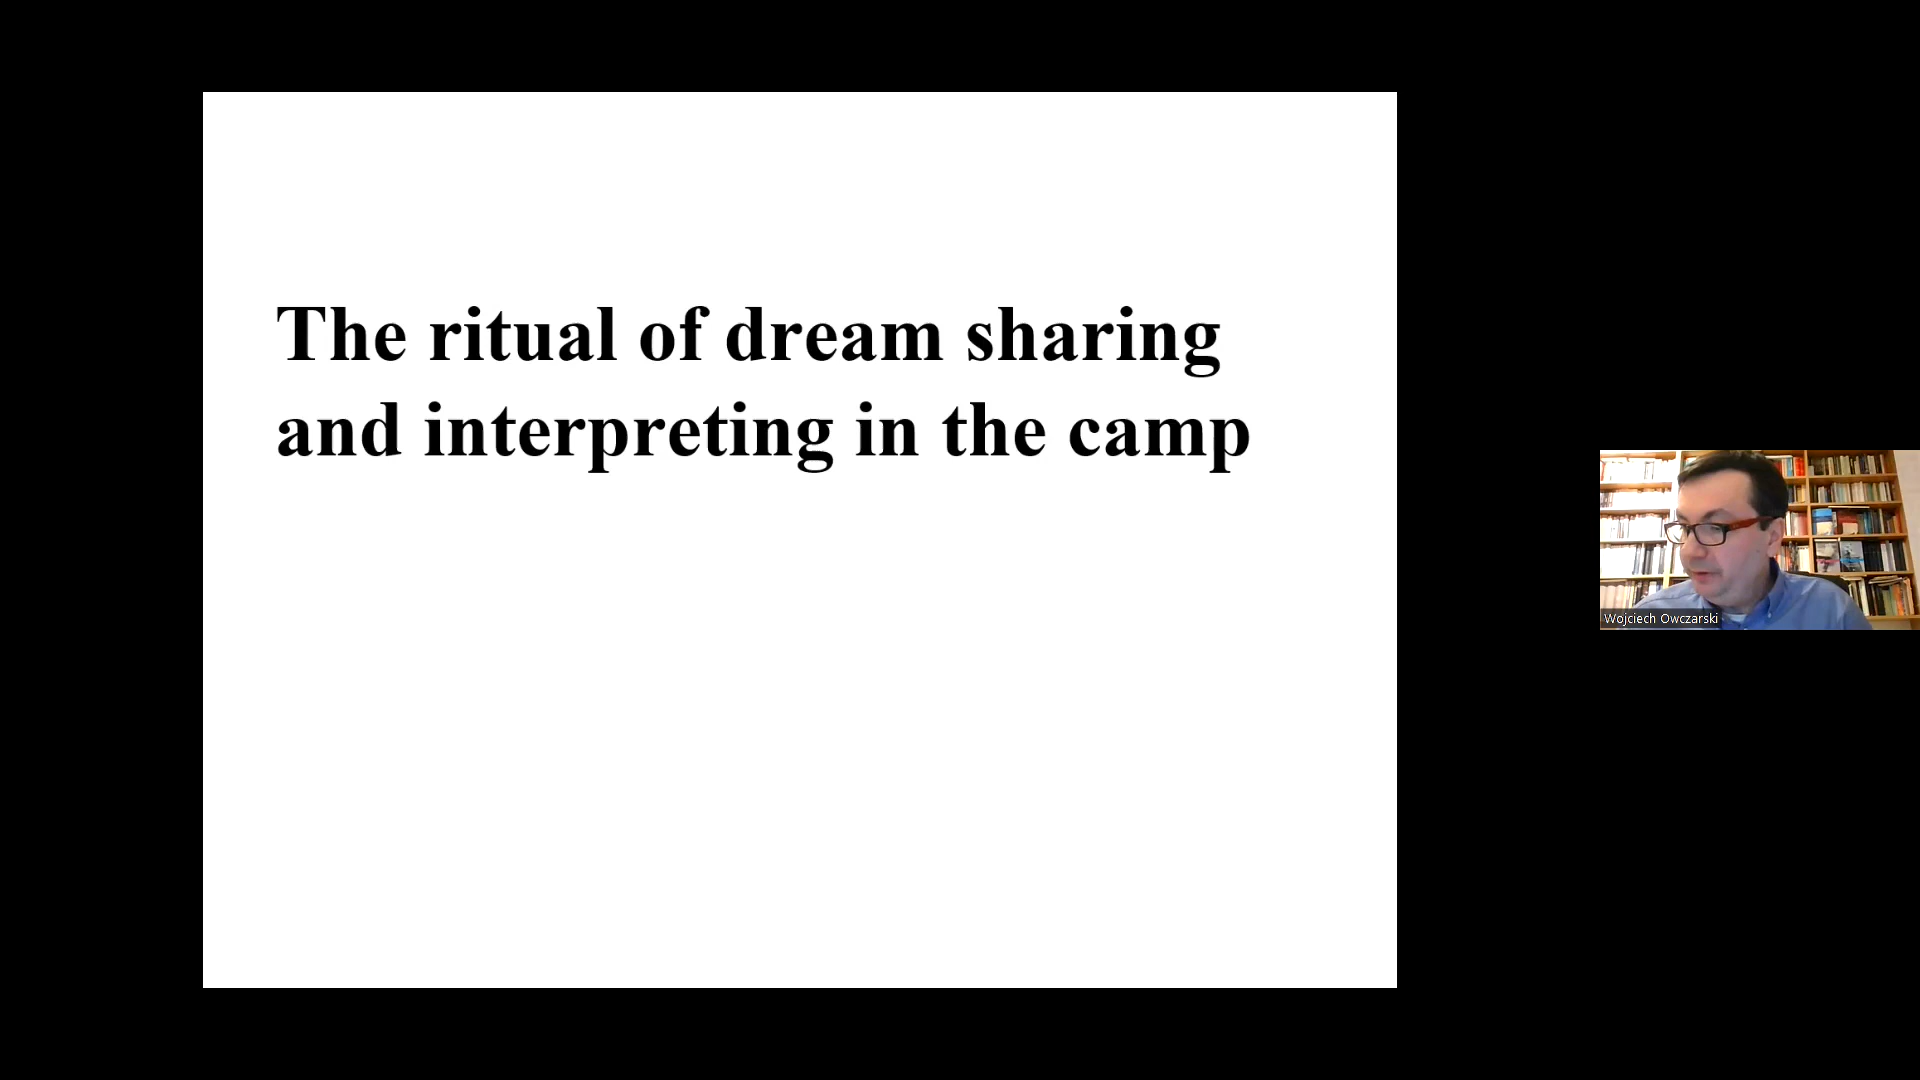 The ritual of dream sharing
and interpreting in the camp
Wojciech Owczarski